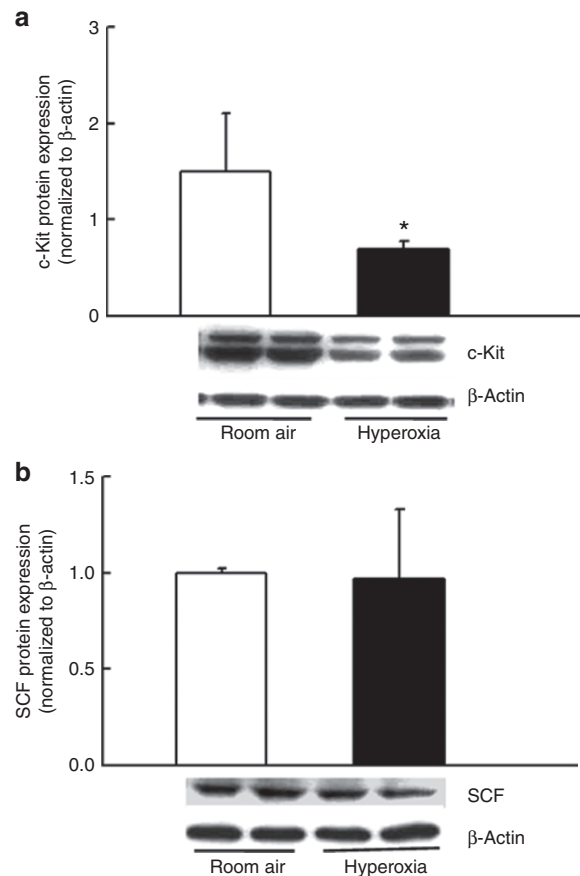 a
c-Kit protein expression
(normalized to β-actin)
3
2
1
0
*
c-Kit
β-Actin
Room air Hyperoxia
b
SCF protein expression
(normalized to β-actin)
1.5
1.0
0.5
0.0
SCF
β-Actin
Room air Hyperoxia